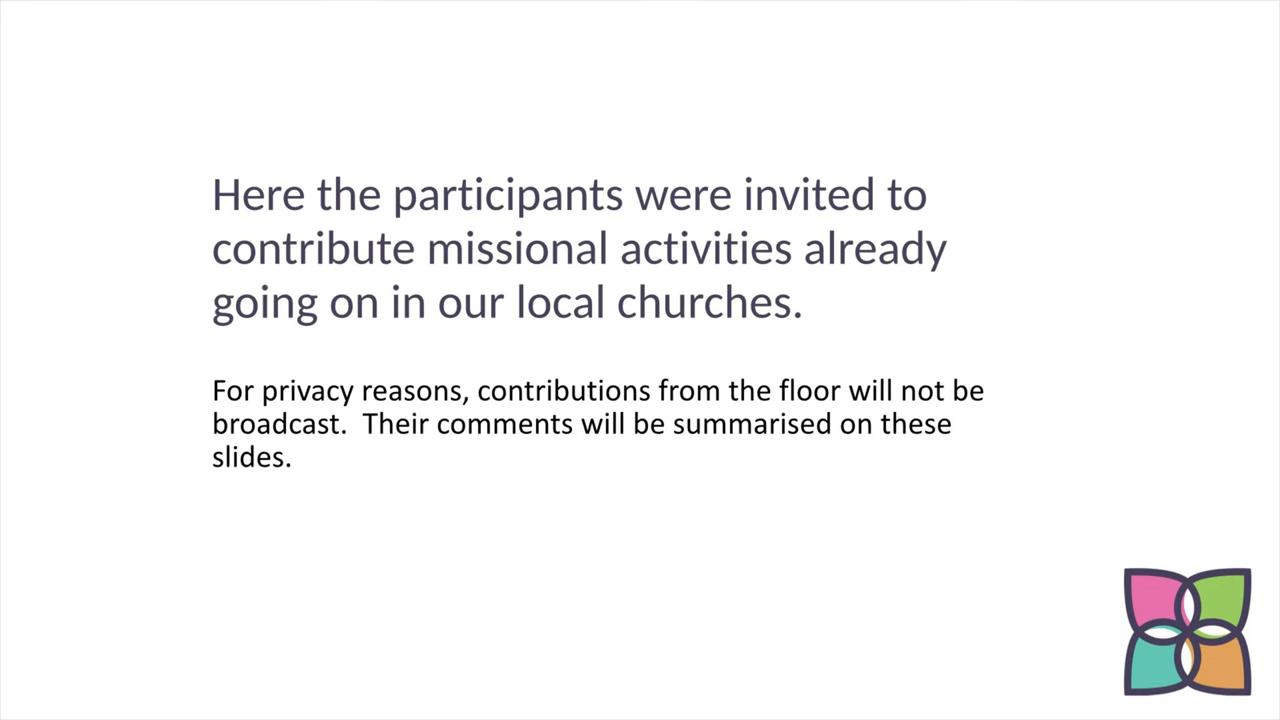 Here the participants were invited to
contribute missional activities already
going on in our local churches.
For privacy reasons, contributions from the floor will not be
broadcast.  Their comments will be summarised on these
slides.